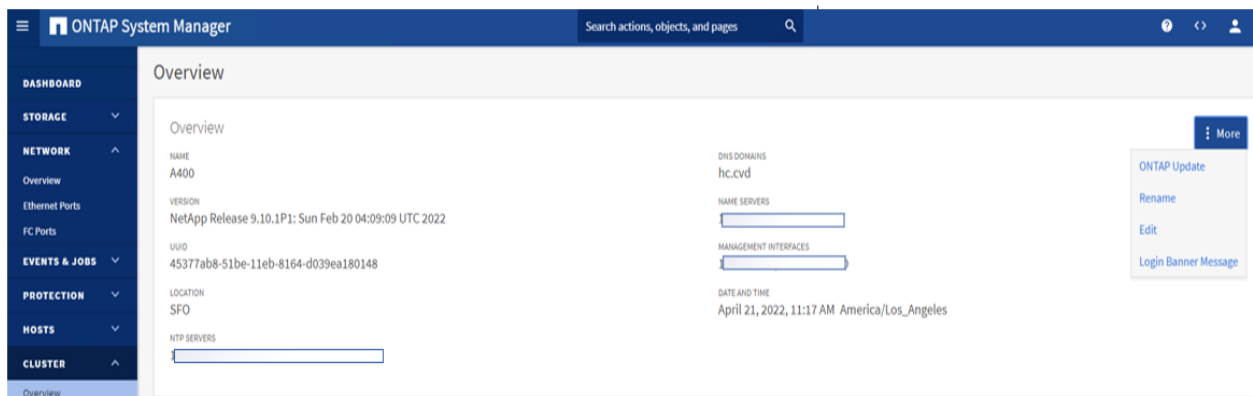 ONTAP System Manager
Search actions, objects, and pages
DASHBOARD
STORAGE
NETWORK
Overview
Ethernet Ports
FC Ports
EVENTS & JOBS
PROTECTION
HOSTS
CLUSTER
Overview
Overview
Overview
More
ONTAP Update
Rename
Edit
Login Banner Message
NAME
A400
VERSION
NetApp Release 9.10.1P1: Sun Feb 20 04:09:09 UTC 2022
UUID
45377ab8-51be-11eb-8164-d039ea180148
LOCATION
SFO
NTP SERVERS
DNS DOMAINS
hc.cvd
NAME SERVERS
MANAGEMENT INTERFACES
DATE AND TIME
April 21, 2022, 11:17 AM America/Los_Angeles